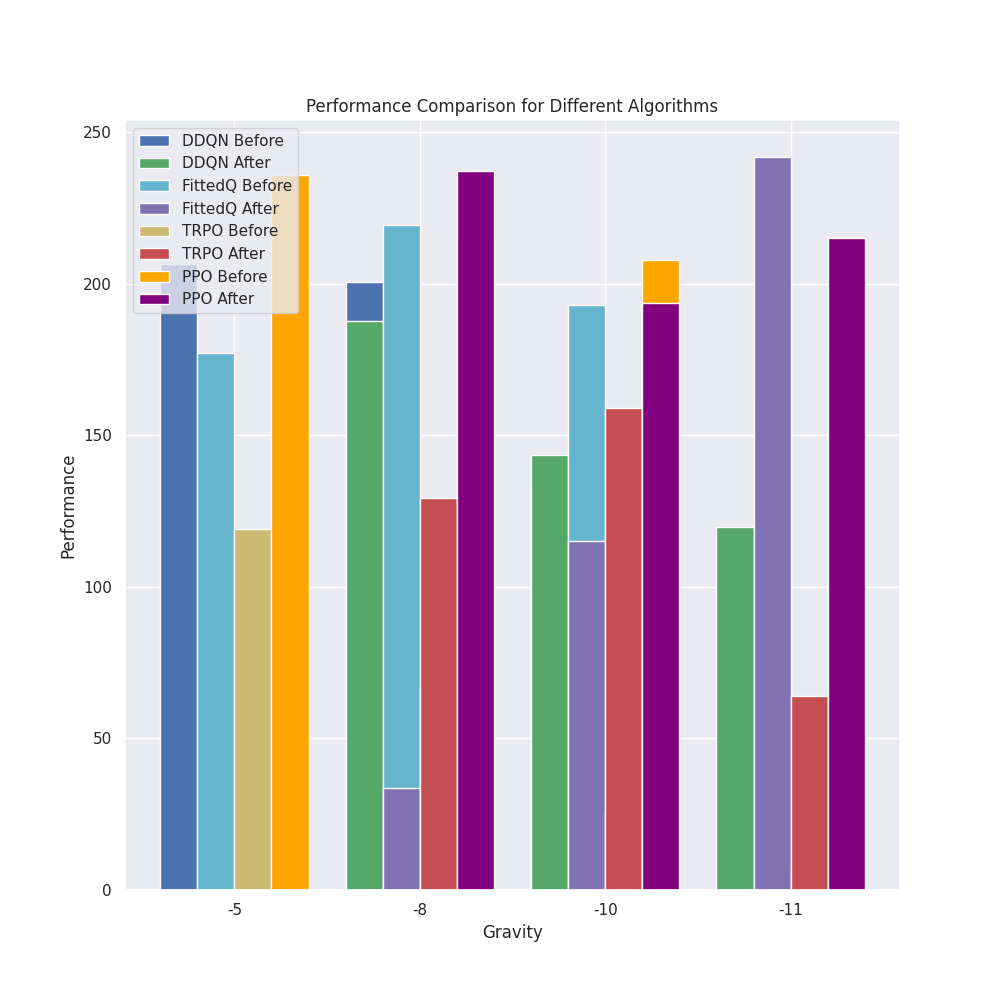 Performance Comparison for Different Algorithms
250
200
150
100
50
0
Performance
DDQN Before
DDQN After
FittedQ Before
FittedQ After
TRPO Before
TRPO After
PPO Before
PPO After
-5
-8
-10
-11
Gravity